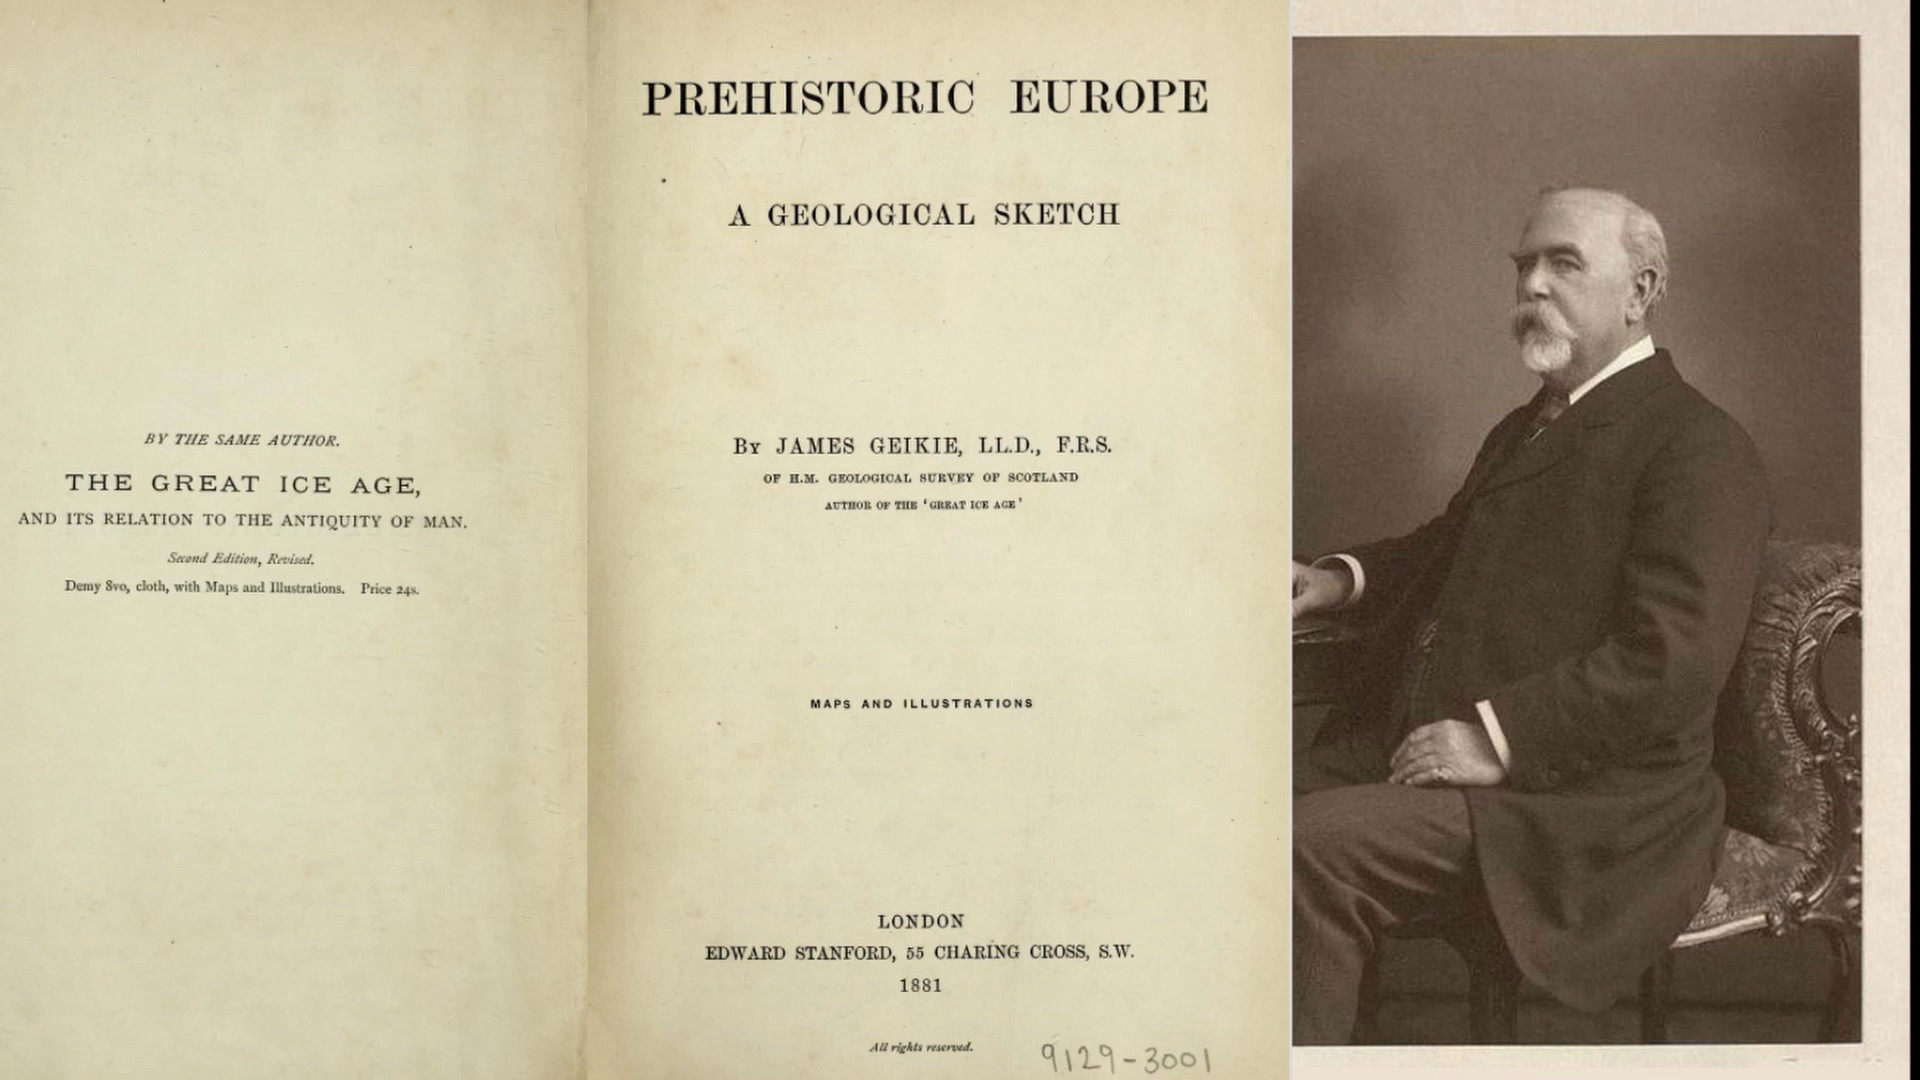 BY THE SAME AUTHOR.
THE GREAT ICE AGE,
AND ITS RELATION TO THE ANTIQUITY OF MAN.
Second Edition, Revised.
Demy 8vo, cloth, with Maps and Illustrations. Price 24s.
PREHISTORIC EUROPE
A GEOLOGICAL SKETCH
By JAMES GEIKIE, LL.D., F.R.S.
OF H.M. GEOLOGICAL SURVEY OF SCOTLAND
AUTHOR OF THE 'GREAT ICE AGE'
MAPS AND ILLUSTRATIONS
LONDON
EDWARD STANFORD, 55 CHARING CROSS, S.W.
1881
All rights reserved.
9129-3001